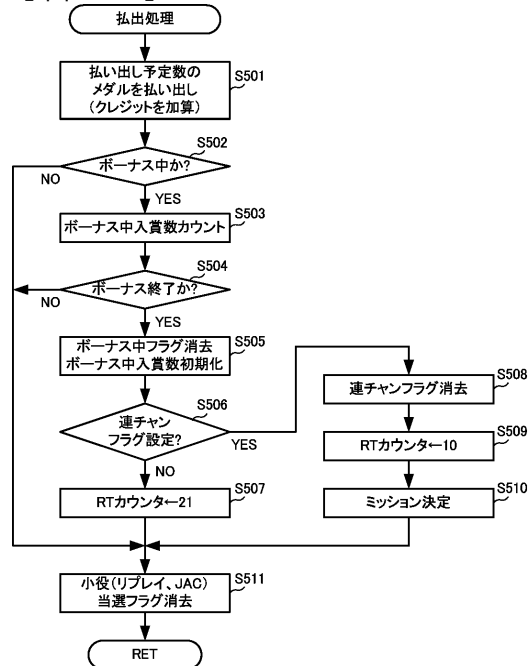 払出処理
払い出し予定数の
メダルを払い出し
(クレジットを加算)
S501
S502
ボーナス中か?
NO
YES
S503
ボーナス中入賞数カウント
S504
ボーナス終了か?
NO
YES
ボーナス中フラグ消去
ボーナス中入賞数初期化
S505
S506
連チャン
フラグ設定?
YES
NO
S507
RTカウンタ←21
S508
連チャンフラグ消去
S509
RTカウンタ←10
S510
ミッション決定
小役(リプレイ、JAC)
当選フラグ消去
S511
RET